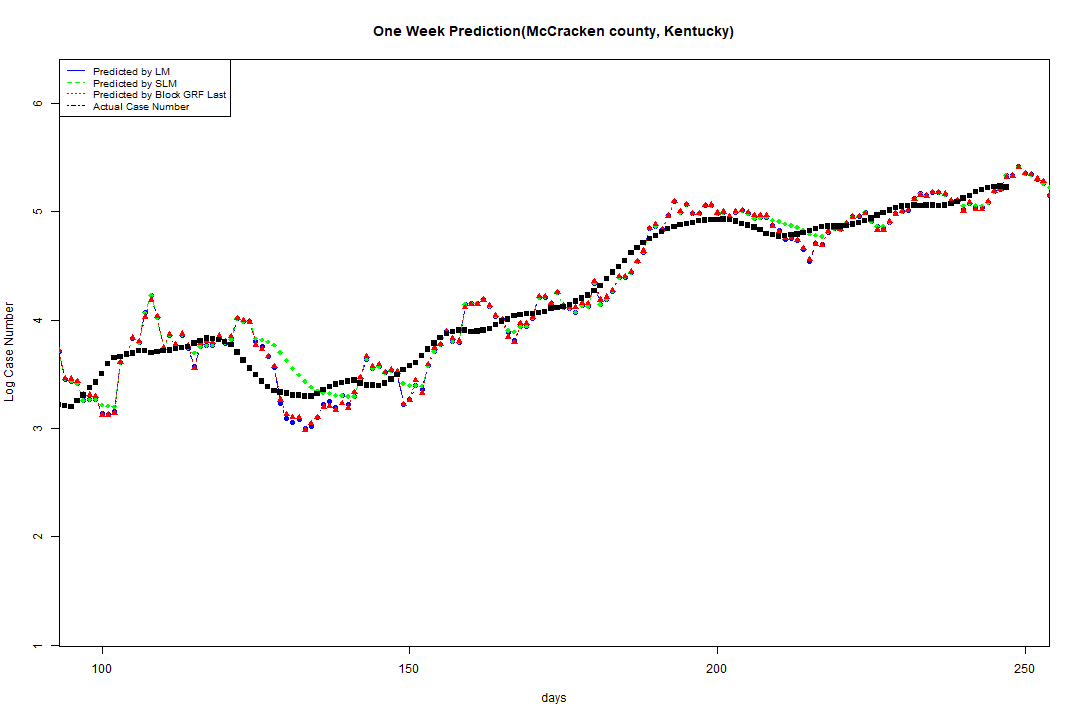 One Week Prediction(McCracken county, Kentucky)
Predicted by LM
Predicted by SLM
Predicted by Block GRF Last
Actual Case Number
6
5
4
3
2
1
Log Case Number
100 150 200 250
days